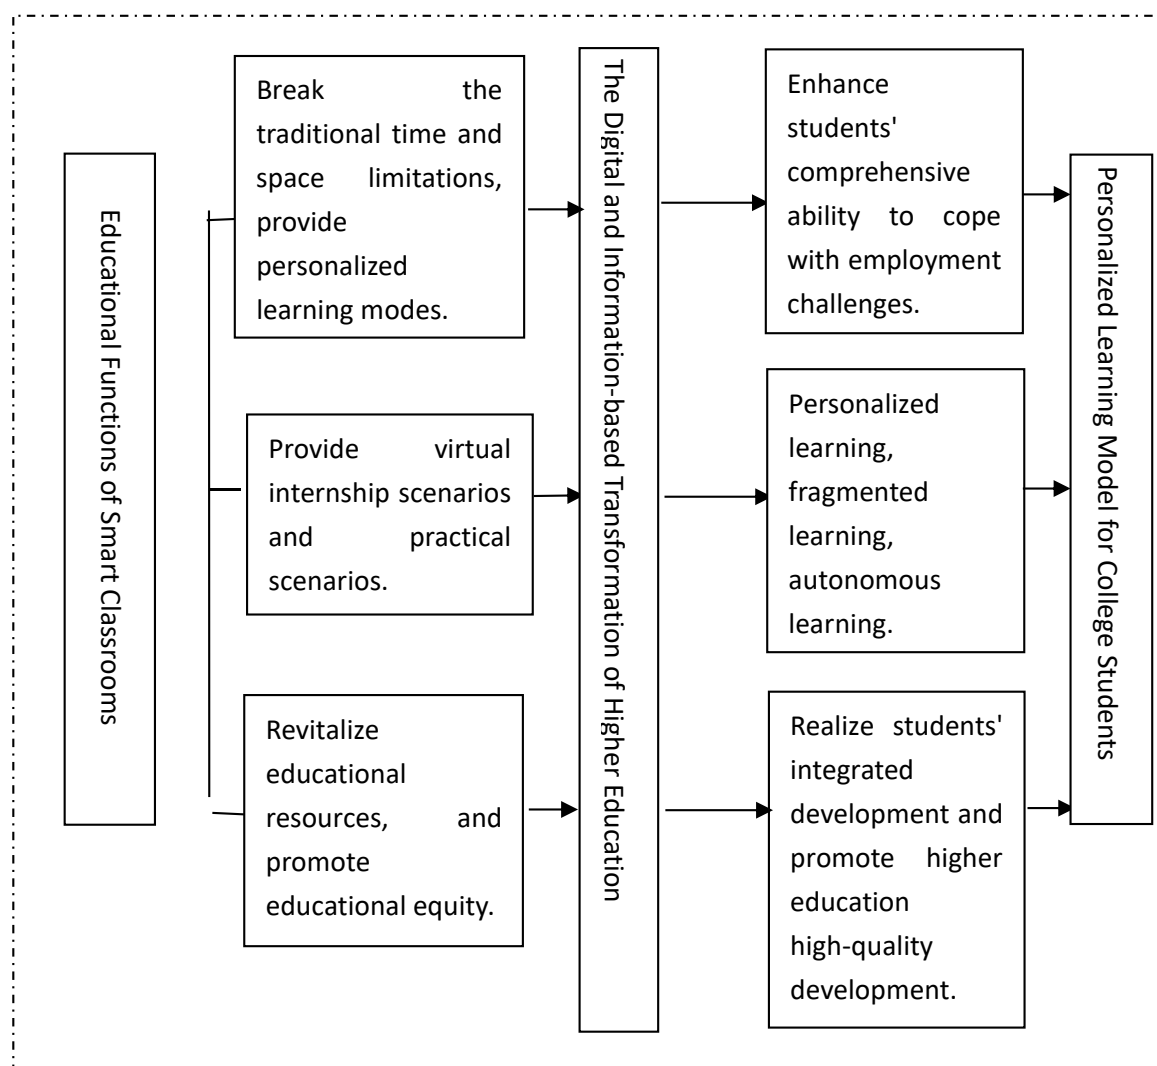 Educational Functions of Smart Classrooms
Break the
traditional time and
space limitations,
provide
personalized
learning modes.
Provide virtual
internship scenarios
and practical
scenarios.
Revitalize
educational
resources, and
promote
educational equity.
The Digital and Information-based Transformation of Higher Education
Enhance
students'
comprehensive
ability to cope
with employment
challenges.
Personalized
learning,
fragmented
learning,
autonomous
learning.
Realize students'
integrated
development and
promote higher
education
high-quality
development.
Personalized Learning Model for College Students